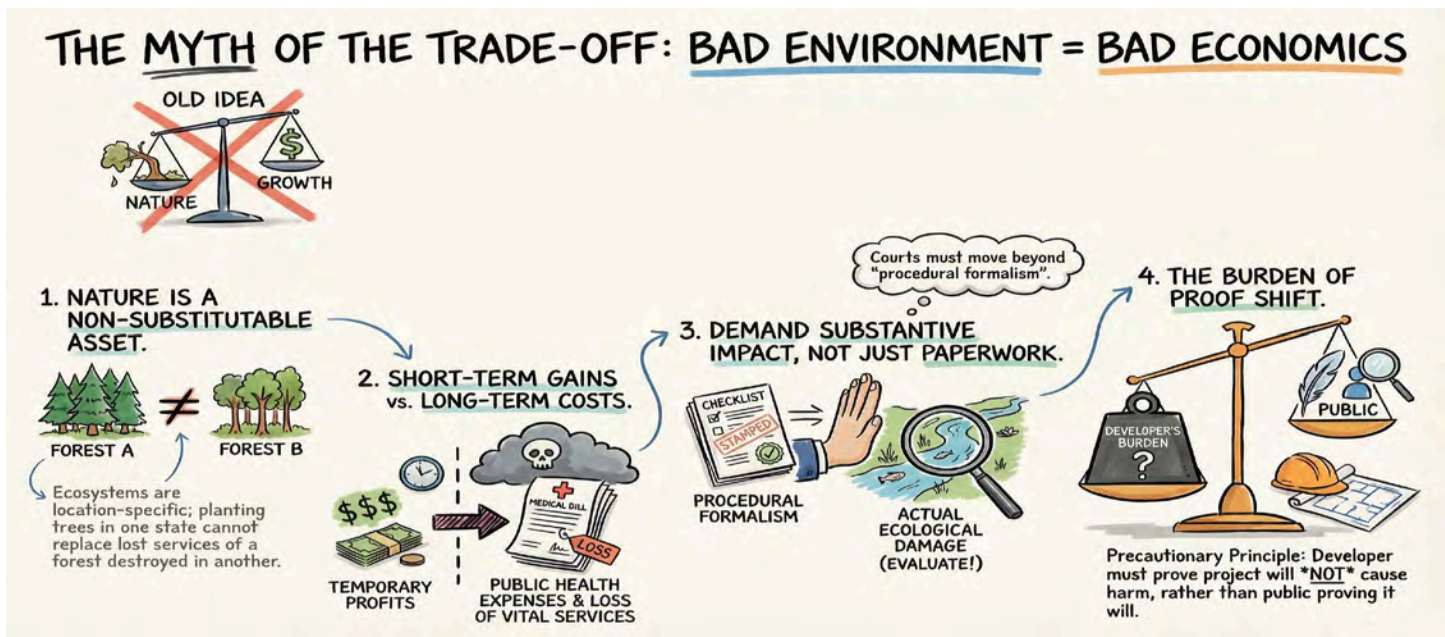 THE MYTH OF THE TRADE-OFF: BAD ENVIRONMENT = BAD ECONOMICS
OLD IDEA
NATURE
$
GROWTH
1. NATURE IS A
NON-SUBSTITUTABLE
ASSET.
≠
FOREST A
FOREST B
Ecosystems are
location-specific; planting
trees in one state cannot
replace lost services of a
forest destroyed in another.
2. SHORT-TERM GAINS
vs. LONG-TERM COSTS.
$$$
TEMPORARY
PROFITS
MEDICAL DILL
LOSS
PUBLIC HEALTH
EXPENSES & LOSS
OF VITAL SERVICES
Courts must move beyond
"procedural formalism".
3. DEMAND SUBSTANTIVE
IMPACT, NOT JUST PAPERWORK.
CHECKLIST
STAMPED
PROCEDURAL
FORMALISM
ACTUAL
ECOLOGICAL
DAMAGE
(EVALUATE!)
4. THE BURDEN OF
PROOF SHIFT.
DEVELOPER'S
BURDEN
?
PUBLIC
Precautionary Principle: Developer
must prove project will *NOT* cause
harm, rather than public proving it
will.